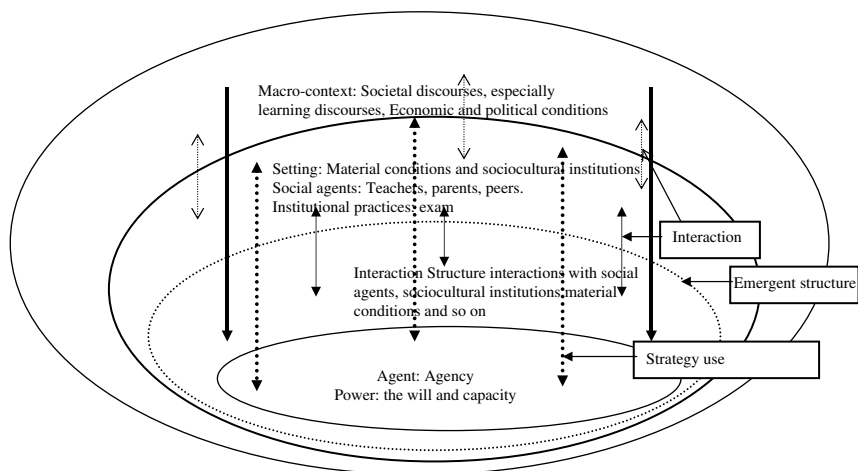 Macro-context: Societal discourses, especially
learning discourses, Economic and political conditions
Setting: Material conditions and sociocultural institutions
Social agents: Teachers, parents, peers.
Institutional practices: exam
Interaction
Interaction Structure interactions with social
agents, sociocultural institutions, material
conditions and so on
Emergent structure
Strategy use
Agent: Agency
Power: the will and capacity